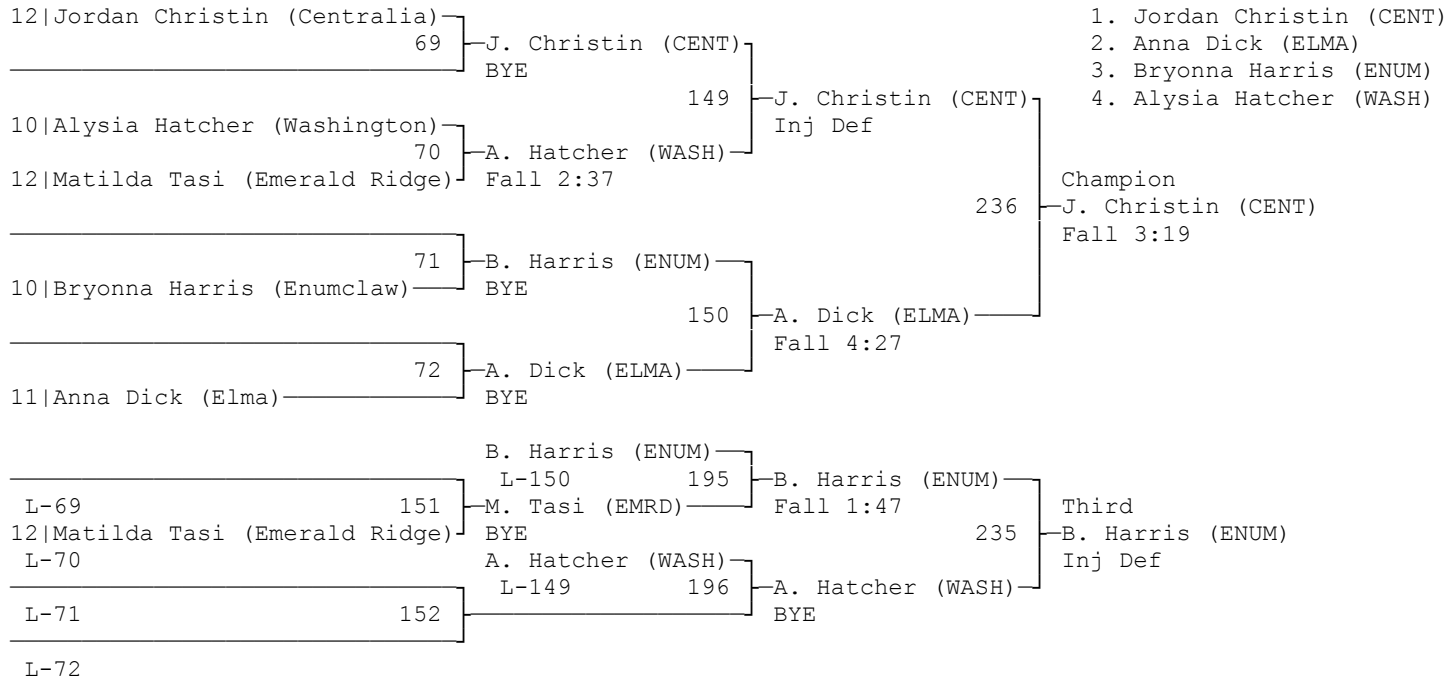 12|Jordan Christin (Centralia)
1. Jordan Christin (CENT)
69
J. Christin (CENT)
2. Anna Dick (ELMA)
BYE
3. Bryonna Harris (ENUM)
149
J. Christin (CENT)
4. Alysia Hatcher (WASH)
10|Alysia Hatcher (Washington)
Inj Def
70
A. Hatcher (WASH)
12|Matilda Tasi (Emerald Ridge)
Fall 2:37
Champion
236
J. Christin (CENT)
Fall 3:19
71
B. Harris (ENUM)
10|Bryonna Harris (Enumclaw)
BYE
150
A. Dick (ELMA)
Fall 4:27
72
A. Dick (ELMA)
11|Anna Dick (Elma)
BYE
B. Harris (ENUM)
L-150
195
B. Harris (ENUM)
L-69
151
M. Tasi (EMRD)
Fall 1:47
Third
12|Matilda Tasi (Emerald Ridge)
BYE
235
B. Harris (ENUM)
L-70
A. Hatcher (WASH)
Inj Def
L-149
196
A. Hatcher (WASH)
L-71
152
BYE
L-72